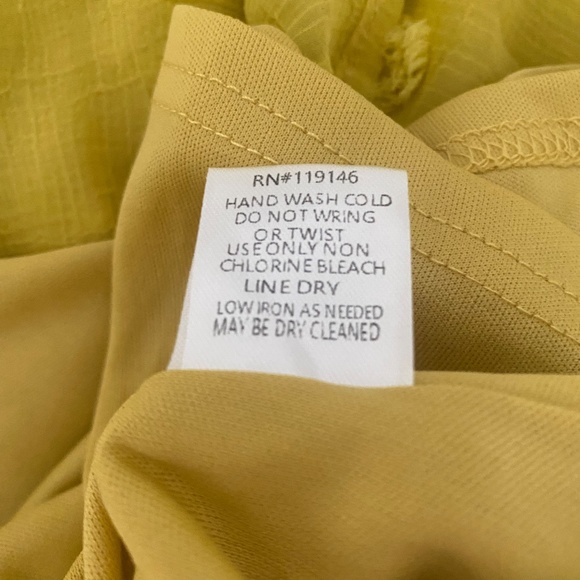 RN#119146
HAND WASH COLD
DO NOT WRING
OR TWIST
USE ONLY NON
CHLORINE BLEACH
LINE DRY
LOW IRON AS NEEDED
MAY BE DRY CLEANED